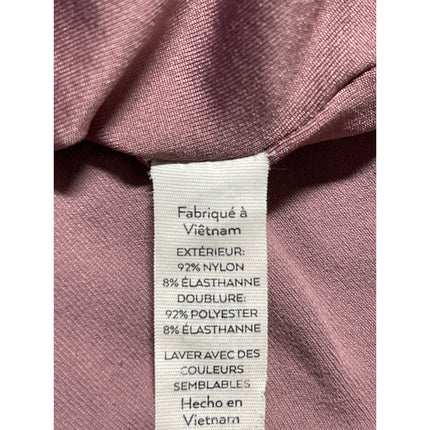 Fabriqué à
Viêtnam
EXTÉRIEUR:
92% NYLON
8% ÉLASTHANNE
DOUBLURE:
92% POLYESTER
8% ÉLASTHANNE
LAVER AVEC DES
COULEURS
SEMBLABLES
Hecho en
Vietnam